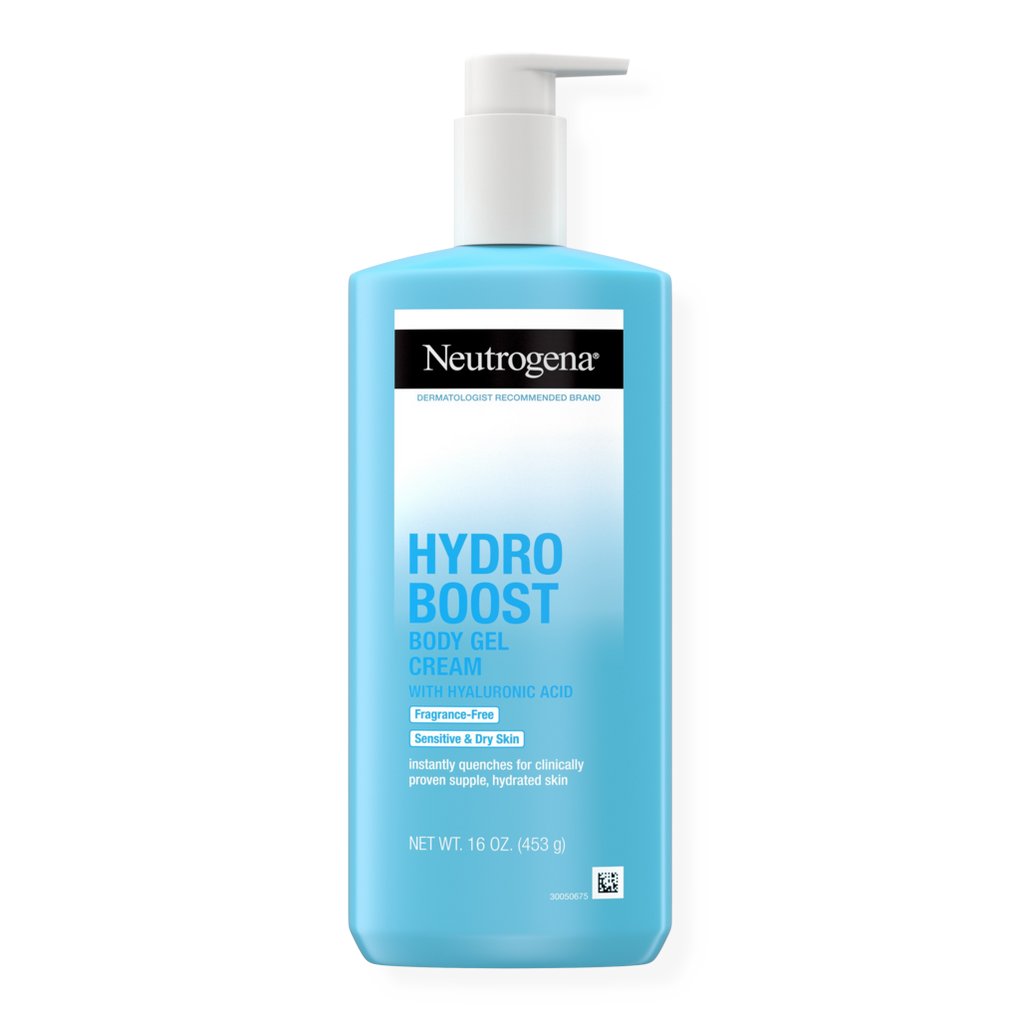 Neutrogena®
DERMATOLOGIST RECOMMENDED BRAND
HYDRO
BOOST
BODY GEL
CREAM
WITH HYALURONIC ACID
Fragrance-Free
Sensitive & Dry Skin
instantly quenches for clinically
proven supple, hydrated skin
NET WT. 16 OZ. (453 g)
30050675